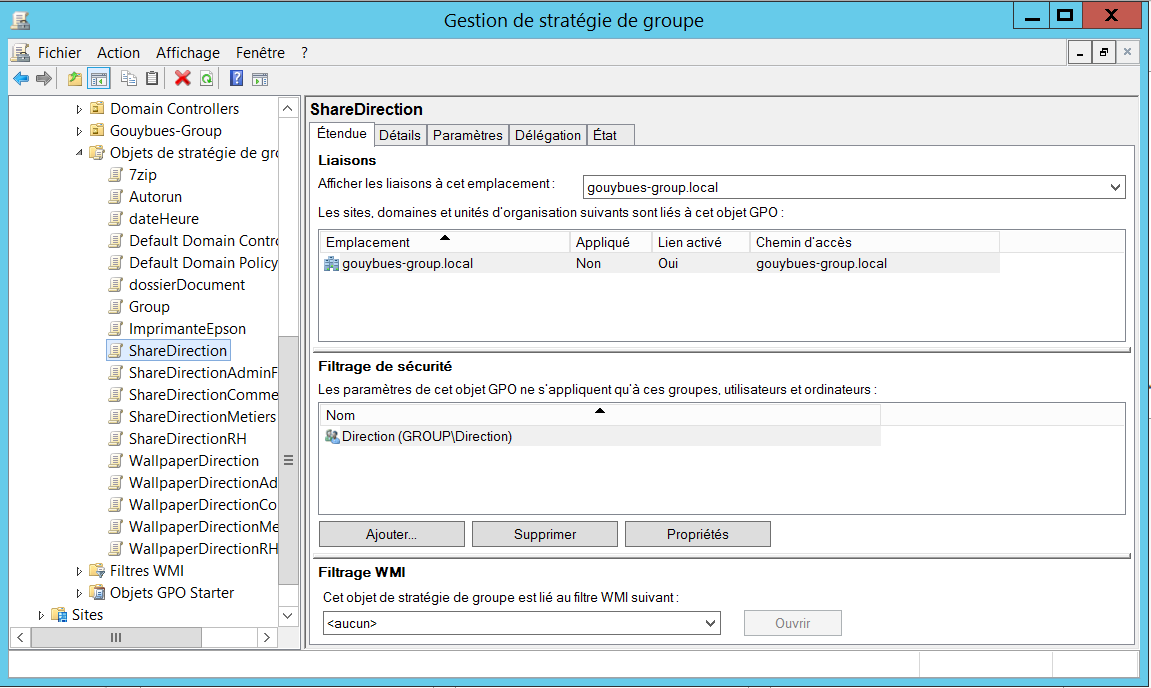 Gestion de stratégie de groupe
Fichier Action Affichage Fenêtre ?
Domain Controllers
Gouybues-Group
Objets de stratégie de gr
7zip
Autorun
dateHeure
Default Domain Contr
Default Domain Policy
dossierDocument
Group
ImprimanteEpson
ShareDirection
ShareDirectionAdminF
ShareDirectionComme
ShareDirectionMetiers
ShareDirectionRH
WallpaperDirection
WallpaperDirectionAd
WallpaperDirectionCo
WallpaperDirectionMe
WallpaperDirectionRH
Filtres WMI
Objets GPO Starter
Sites
ShareDirection
Étendue Détails Paramètres Délégation État
Liaisons
Afficher les liaisons à cet emplacement : gouybues-group.local
Les sites, domaines et unités d'organisation suivants sont liés à cet objet GPO :
Emplacement Appliqué Lien activé Chemin d'accès
gouybues-group.local Non Oui gouybues-group.local
Filtrage de sécurité
Les paramètres de cet objet GPO ne s'appliquent qu'à ces groupes, utilisateurs et ordinateurs :
Nom
Direction (GROUP\Direction)
Ajouter... Supprimer Propriétés
Filtrage WMI
Cet objet de stratégie de groupe est lié au filtre WMI suivant :
<aucun> Ouvrir